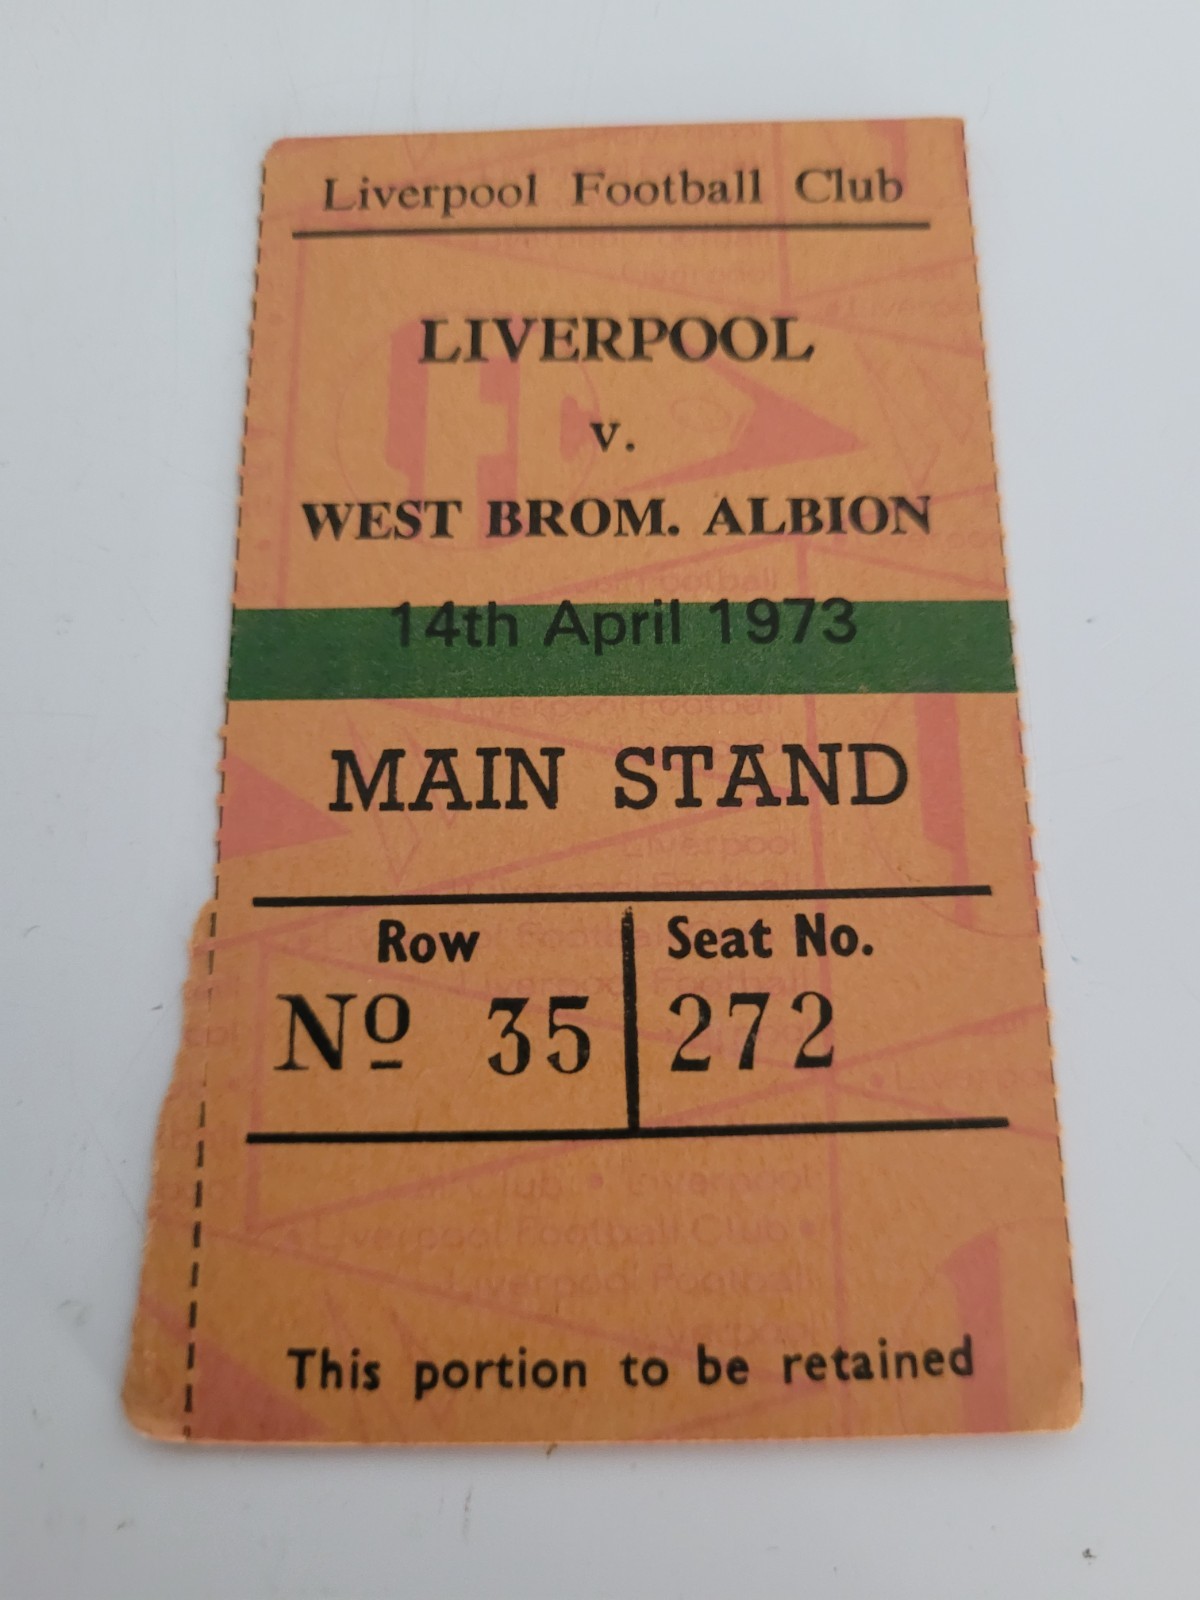 Liverpool Football Club
LIVERPOOL
v.
WEST BROM. ALBION
14th April 1973
MAIN STAND
Row Seat No.
Nº 35 272
This portion to be retained